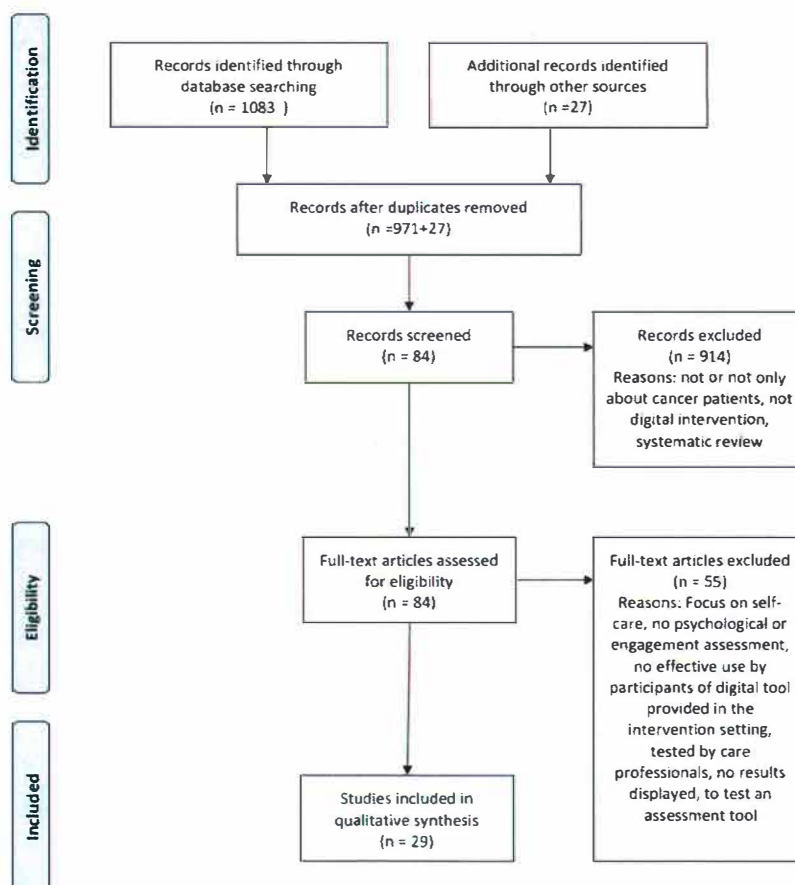 Identification
Records identified through
database searching
(n = 1083 )
Additional records identified
through other sources
(n =27)
Records after duplicates removed
(n =971+27)
Screening
Records screened
(n = 84)
Records excluded
(n = 914)
Reasons: not or not only
about cancer patients, not
digital intervention,
systematic review
Eligibility
Full-text articles assessed
for eligibility
(n = 84)
Full-text articles excluded
(n = 55)
Reasons: Focus on self-
care, no psychological or
engagement assessment,
no effective use by
participants of digital tool
provided in the
intervention setting,
tested by care
professionals, no results
displayed, to test an
assessment tool
Included
Studies included in
qualitative synthesis
(n = 29)